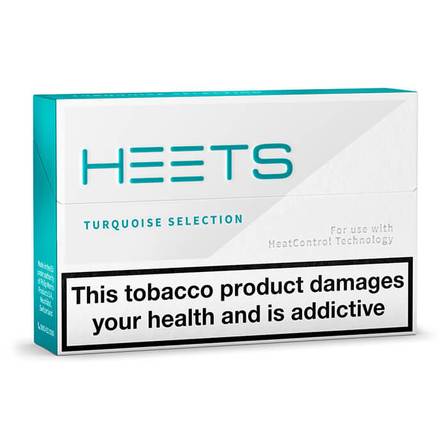 HEETS
TURQUOISE SELECTION
For use with
HeatControl Technology
This tobacco product damages
your health and is addictive